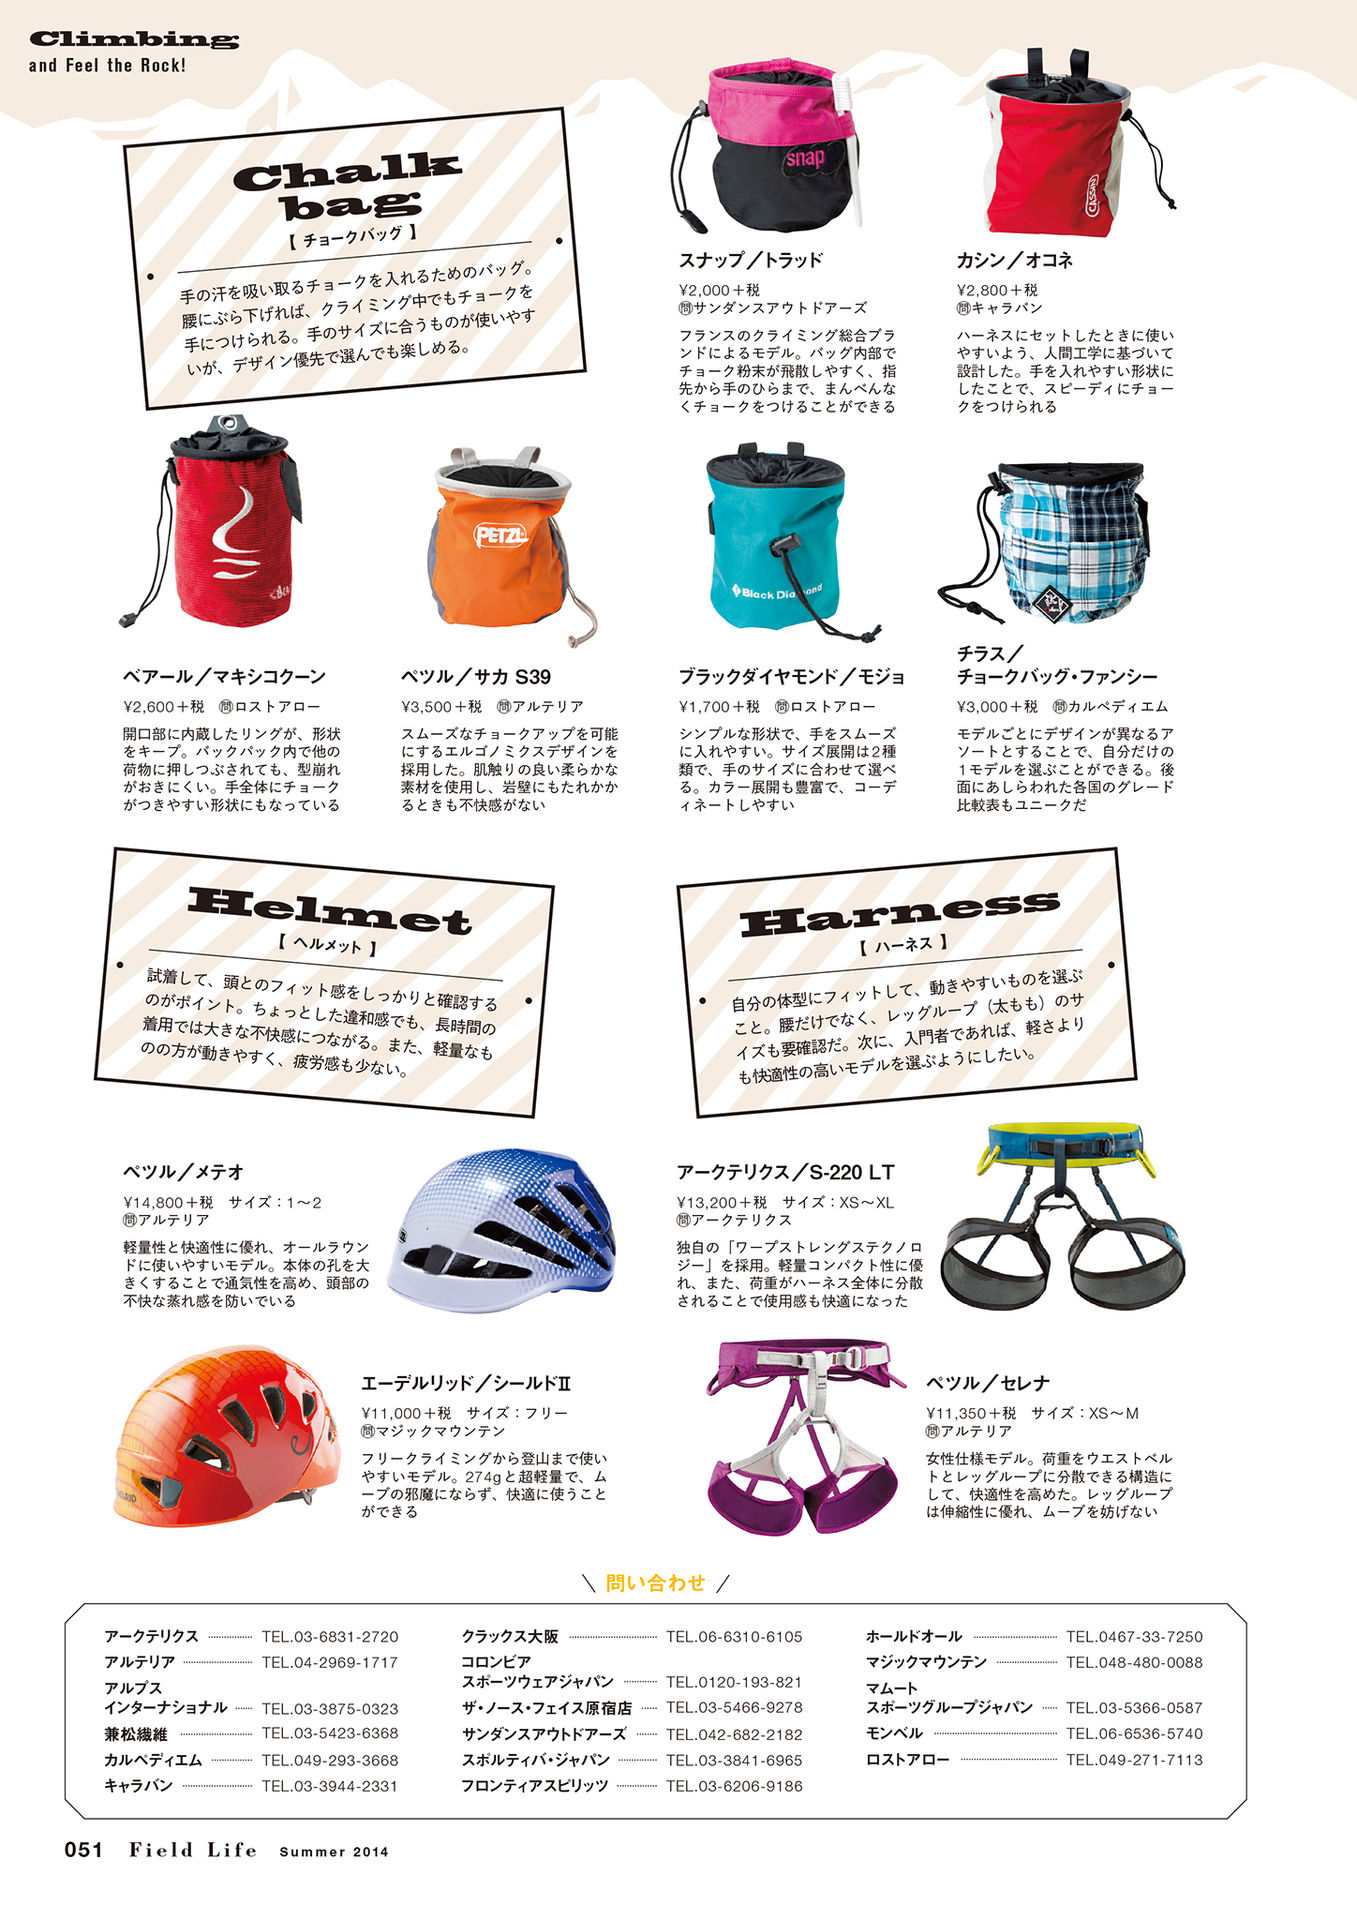 Climbing
and Feel the Rock!
Chalk
bag
【 チョークバッグ 】
手の汗を吸い取るチョークを入れるためのバッグ。
腰にぶら下げれば、クライミング中でもチョークを
手につけられる。手のサイズに合うものが使いやす
いが、デザイン優先で選んでも楽しめる。
snap
スナップ／トラッド
¥2,000＋税
㉄サンダンスアウトドアーズ
フランスのクライミング総合ブラ
ンドによるモデル。バッグ内部で
チョーク粉末が飛散しやすく、指
先から手のひらまで、まんべんな
くチョークをつけることができる
CASSIN
カシン／オコネ
¥2,800＋税
㉄キャラバン
ハーネスにセットしたときに使い
やすいよう、人間工学に基づいて
設計した。手を入れやすい形状に
したことで、スピーディにチョー
クをつけられる
ベアール／マキシコクーン
¥2,600＋税　㉄ロストアロー
開口部に内蔵したリングが、形状
をキープ。バックパック内で他の
荷物に押しつぶされても、型崩れ
がおきにくい。手全体にチョーク
がつきやすい形状にもなっている
PETZL
ペツル／サカ S39
¥3,500＋税　㉄アルテリア
スムーズなチョークアップを可能
にするエルゴノミクスデザインを
採用した。肌触りの良い柔らかな
素材を使用し、岩壁にもたれかか
るときも不快感がない
Black Diamond
ブラックダイヤモンド／モジョ
¥1,700＋税　㉄ロストアロー
シンプルな形状で、手をスムーズ
に入れやすい。サイズ展開は2種
類で、手のサイズに合わせて選べ
る。カラー展開も豊富で、コーデ
ィネートしやすい
チラス／
チョークバッグ・ファンシー
¥3,000＋税　㉄カルペディエム
モデルごとにデザインが異なるア
ソートとすることで、自分だけの
1モデルを選ぶことができる。後
面にあしらわれた各国のグレード
比較表もユニークだ
Helmet
【 ヘルメット 】
試着して、頭とのフィット感をしっかりと確認する
のがポイント。ちょっとした違和感でも、長時間の
着用では大きな不快感につながる。また、軽量なも
のの方が動きやすく、疲労感も少ない。
Harness
【 ハーネス 】
自分の体型にフィットして、動きやすいものを選ぶ
こと。腰だけでなく、レッグループ（太もも）のサ
イズも要確認だ。次に、入門者であれば、軽さより
も快適性の高いモデルを選ぶようにしたい。
ペツル／メテオ
¥14,800＋税　サイズ：1〜2
㉄アルテリア
軽量性と快適性に優れ、オールラウン
ドに使いやすいモデル。本体の孔を大
きくすることで通気性を高め、頭部の
不快な蒸れ感を防いでいる
アークテリクス／S-220 LT
¥13,200＋税　サイズ：XS〜XL
㉄アークテリクス
独自の「ワープストレングステクノロ
ジー」を採用。軽量コンパクト性に優
れ、また、荷重がハーネス全体に分散
されることで使用感も快適になった
エーデルリッド／シールドII
¥11,000＋税　サイズ：フリー
㉄マジックマウンテン
フリークライミングから登山まで使い
やすいモデル。274gと超軽量で、ム
ーブの邪魔にならず、快適に使うこと
ができる
ペツル／セレナ
¥11,350＋税　サイズ：XS〜M
㉄アルテリア
女性仕様モデル。荷重をウエストベル
トとレッグループに分散できる構造に
して、快適性を高めた。レッグループ
は伸縮性に優れ、ムーブを妨げない
＼ 問い合わせ ／
アークテリクス ………… TEL.03-6831-2720
アルテリア ………… TEL.04-2969-1717
アルプス
インターナショナル …… TEL.03-3875-0323
兼松繊維 ………… TEL.03-5423-6368
カルペディエム ………… TEL.049-293-3668
キャラバン ………… TEL.03-3944-2331
クラックス大阪 ………… TEL.06-6310-6105
コロンビア
スポーツウェアジャパン ………… TEL.0120-193-821
ザ・ノース・フェイス原宿店 …… TEL.03-5466-9278
サンダンスアウトドアーズ …… TEL.042-682-2182
スポルティバ・ジャパン ………… TEL.03-3841-6965
フロンティアスピリッツ ………… TEL.03-6206-9186
ホールドオール ………… TEL.0467-33-7250
マジックマウンテン ………… TEL.048-480-0088
マムート
スポーツグループジャパン …… TEL.03-5366-0587
モンベル ………… TEL.06-6536-5740
ロストアロー ………… TEL.049-271-7113
051 Field Life Summer 2014